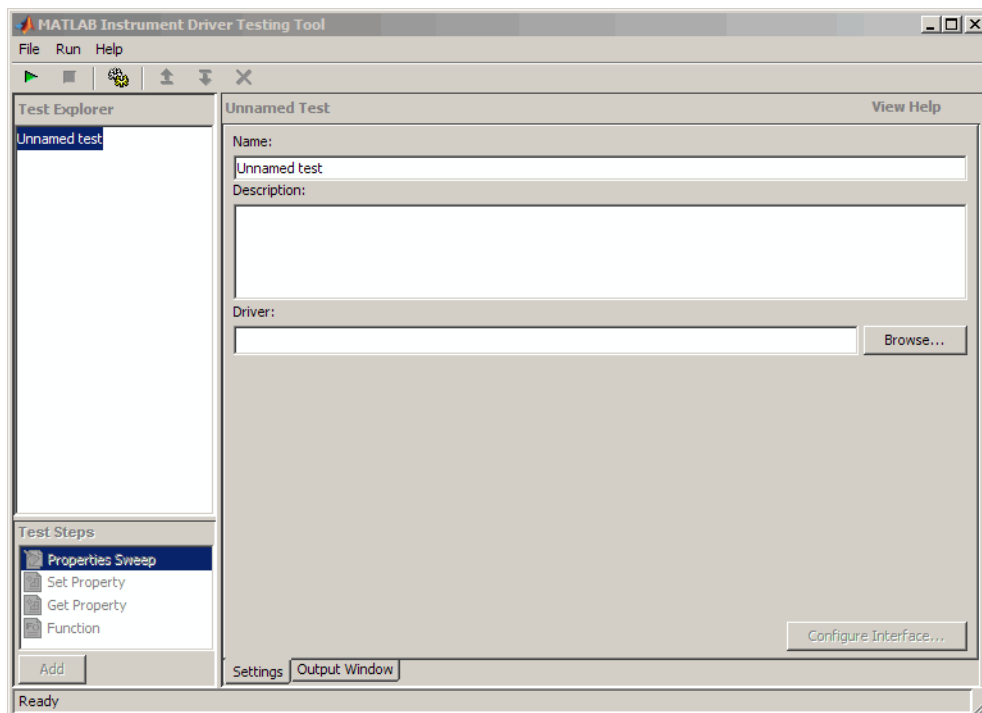 MATLAB Instrument Driver Testing Tool
File Run Help
Test Explorer
Unnamed test
Unnamed Test
View Help
Name:
Unnamed test
Description:
Driver:
Browse...
Test Steps
Properties Sweep
Set Property
Get Property
Function
Configure Interface...
Add
Settings
Output Window
Ready